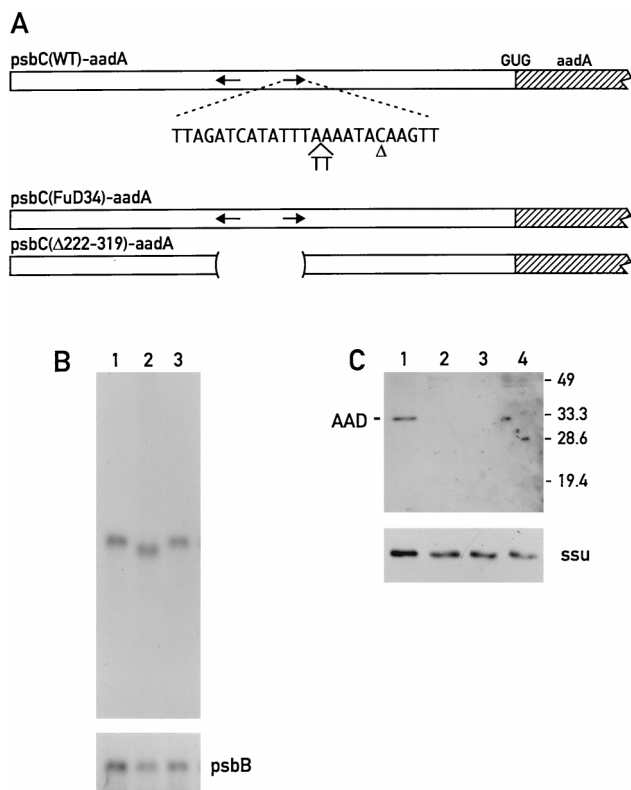 A
psbC(WT)-aadA
GUG aadA
TTAGATCATATTTAAAATACAAGTT
TT
Δ
psbC(FuD34)-aadA
psbC(Δ222-319)-aadA
B
1 2 3
psbB
C
1 2 3 4
AAD -
- 49
- 33.3
- 28.6
- 19.4
ssu